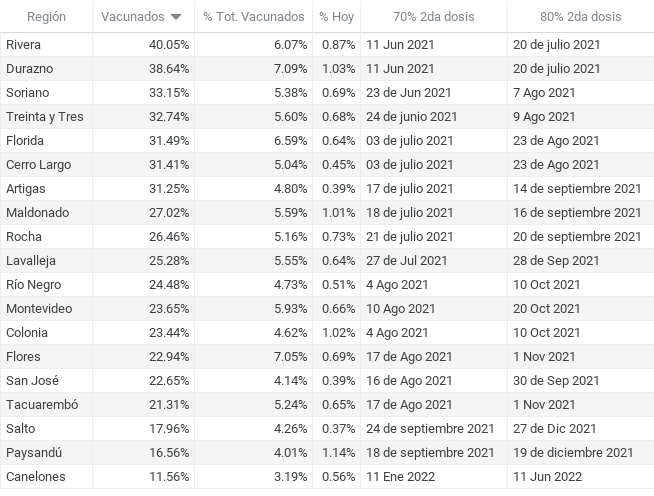 Región Vacunados % Tot. Vacunados % Hoy 70% 2da dosis 80% 2da dosis
Rivera 40.05% 6.07% 0.87% 11 Jun 2021 20 de julio 2021
Durazno 38.64% 7.09% 1.03% 11 Jun 2021 20 de julio 2021
Soriano 33.15% 5.38% 0.69% 23 de Jun 2021 7 Ago 2021
Treinta y Tres 32.74% 5.60% 0.68% 24 de junio 2021 9 Ago 2021
Florida 31.49% 6.59% 0.64% 03 de julio 2021 23 de Ago 2021
Cerro Largo 31.41% 5.04% 0.45% 03 de julio 2021 23 de Ago 2021
Artigas 31.25% 4.80% 0.39% 17 de julio 2021 14 de septiembre 2021
Maldonado 27.02% 5.59% 1.01% 18 de julio 2021 16 de septiembre 2021
Rocha 26.46% 5.16% 0.73% 21 de julio 2021 20 de septiembre 2021
Lavalleja 25.28% 5.55% 0.64% 27 de Jul 2021 28 de Sep 2021
Río Negro 24.48% 4.73% 0.51% 4 Ago 2021 10 Oct 2021
Montevideo 23.65% 5.93% 0.66% 10 Ago 2021 20 Oct 2021
Colonia 23.44% 4.62% 1.02% 4 Ago 2021 10 Oct 2021
Flores 22.94% 7.05% 0.69% 17 de Ago 2021 1 Nov 2021
San José 22.65% 4.14% 0.39% 16 de Ago 2021 30 de Sep 2021
Tacuarembó 21.31% 5.24% 0.65% 17 de Ago 2021 1 Nov 2021
Salto 17.96% 4.26% 0.37% 24 de septiembre 2021 27 de Dic 2021
Paysandú 16.56% 4.01% 1.14% 18 de septiembre 2021 19 de diciembre 2021
Canelones 11.56% 3.19% 0.56% 11 Ene 2022 11 Jun 2022